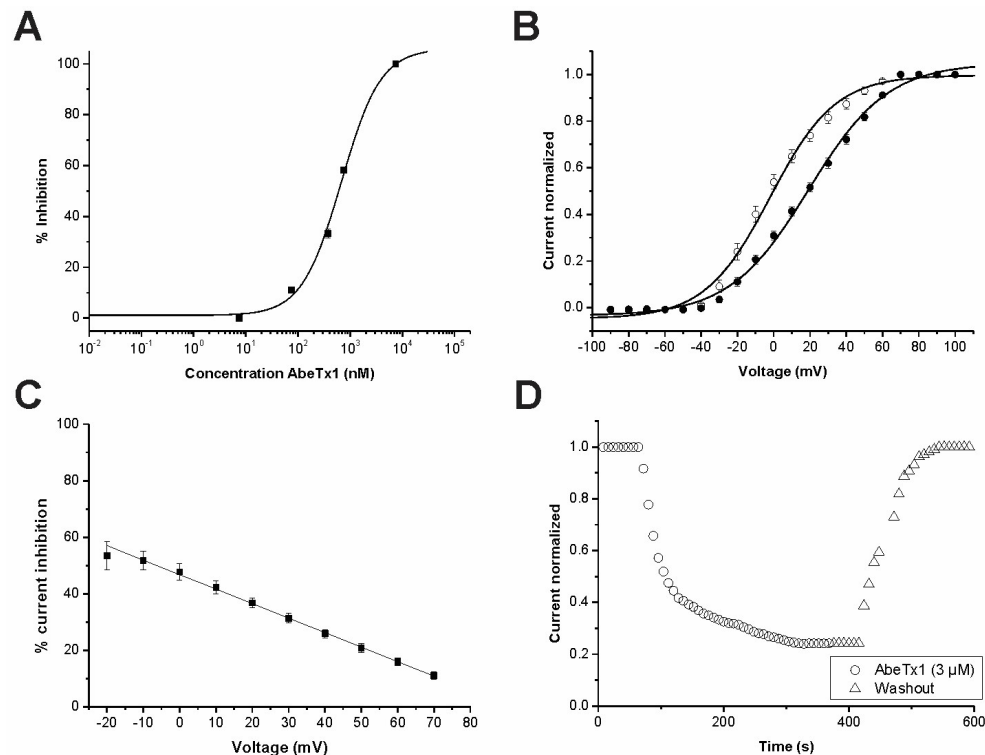 A
100
80
60
40
20
0
% Inhibition
10^-2 10^-1 10^0 10^1 10^2 10^3 10^4 10^5
Concentration AbeTx1 (nM)
B
1.0
0.8
0.6
0.4
0.2
0.0
Current normalized
-100 -80 -60 -40 -20 0 20 40 60 80 100
Voltage (mV)
C
100
80
60
40
20
0
% current inhibition
-20 -10 0 10 20 30 40 50 60 70 80
Voltage (mV)
D
1.0
0.8
0.6
0.4
0.2
0.0
Current normalized
AbeTx1 (3 µM)
Washout
0 200 400 600
Time (s)